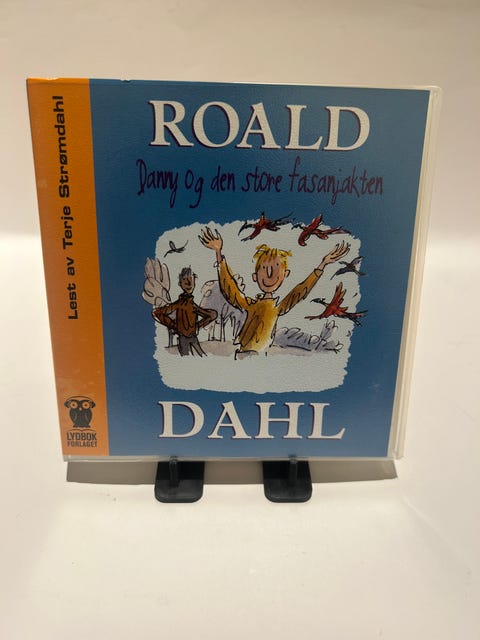 ROALD
Danny og den store fasanjakten
DAHL
Lest av Terje Strømdahl
LYDBOK
FORLAGET